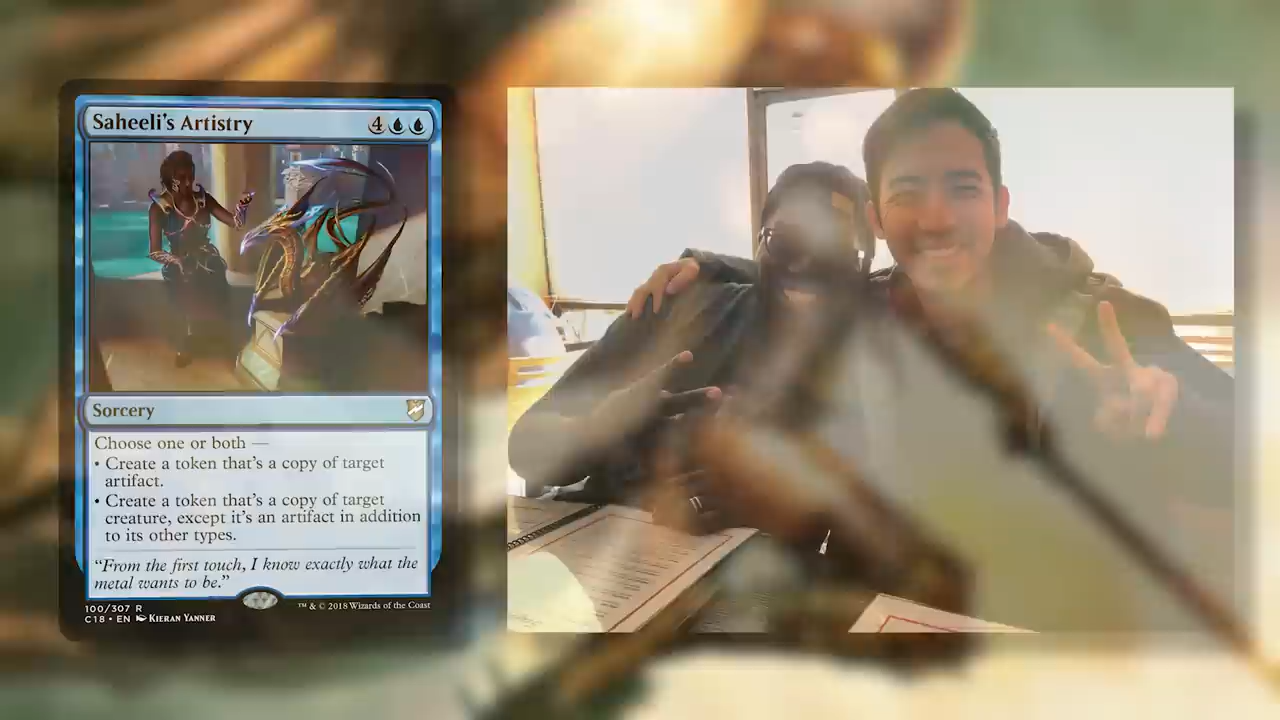 Saheeli's Artistry 4
Sorcery
Choose one or both —
• Create a token that's a copy of target
artifact.
• Create a token that's a copy of target
creature, except it's an artifact in addition
to its other types.
"From the first touch, I know exactly what the
metal wants to be."
100/307 R
C18 • EN Kieran Yanner
™ & © 2018 Wizards of the Coast